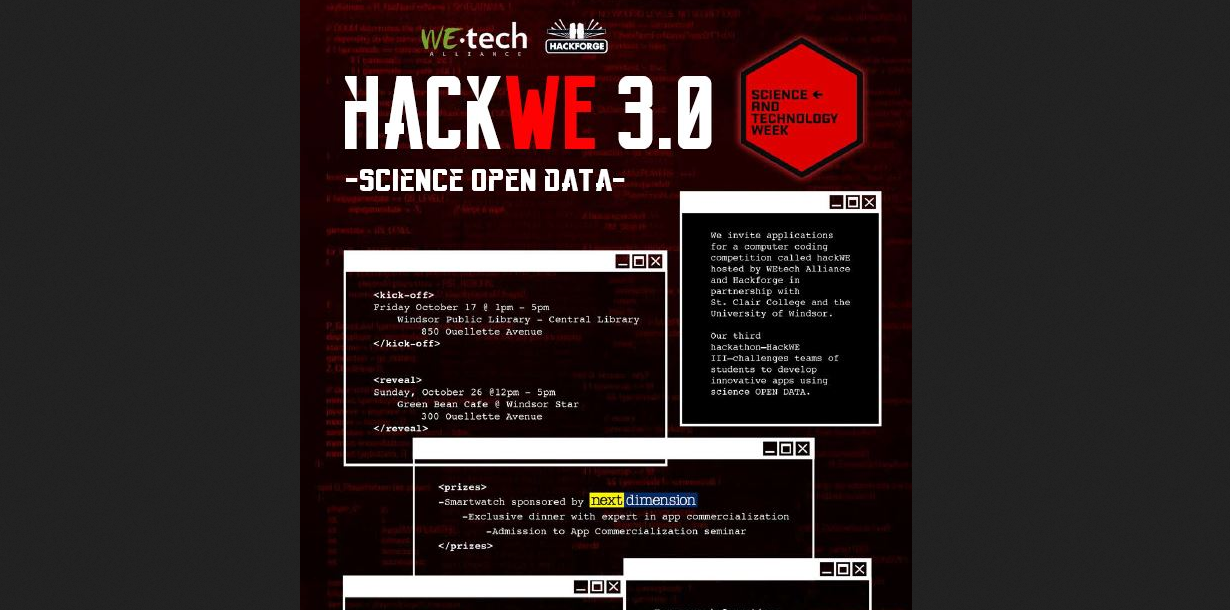 WE·tech
ALLIANCE
HACKFORGE
HACKWE 3.0
-SCIENCE OPEN DATA-
SCIENCE ←
AND
TECHNOLOGY
WEEK
We invite applications
for a computer coding
competition called hackWE
hosted by WEtech Alliance
and Hackforge in
partnership with
St. Clair College and the
University of Windsor.
Our third
hackathon—HackWE
III—challenges teams of
students to develop
innovative apps using
science OPEN DATA.
<kick-off>
Friday October 17 @ 1pm - 5pm
Windsor Public Library - Central Library
850 Ouellette Avenue
</kick-off>
<reveal>
Sunday, October 26 @12pm - 5pm
Green Bean Cafe @ Windsor Star
300 Ouellette Avenue
</reveal>
<prizes>
-Smartwatch sponsored by next dimension
-Exclusive dinner with expert in app commercialization
-Admission to App Commercialization seminar
</prizes>